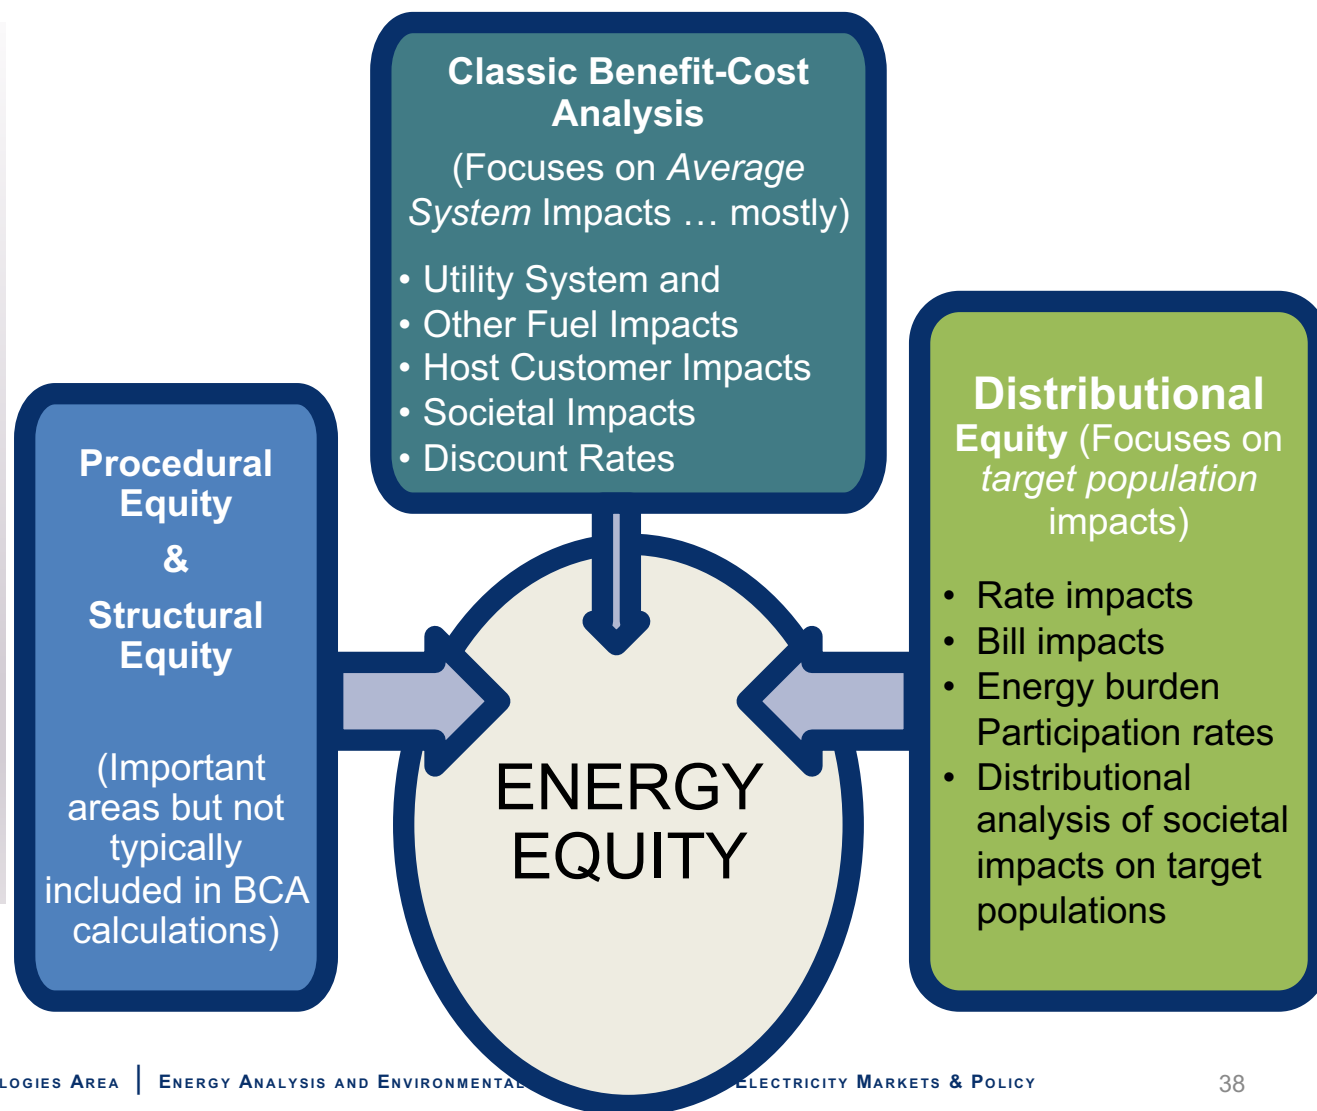 Classic Benefit-Cost
Analysis
(Focuses on Average
System Impacts … mostly)
• Utility System and
• Other Fuel Impacts
• Host Customer Impacts
• Societal Impacts
• Discount Rates
Procedural
Equity
&
Structural
Equity
(Important
areas but not
typically
included in BCA
calculations)
Distributional
Equity (Focuses on
target population
impacts)
• Rate impacts
• Bill impacts
• Energy burden
Participation rates
• Distributional
analysis of societal
impacts on target
populations
ENERGY
EQUITY
LOGIES AREA | ENERGY ANALYSIS AND ENVIRONMENTAL ELECTRICITY MARKETS & POLICY
38